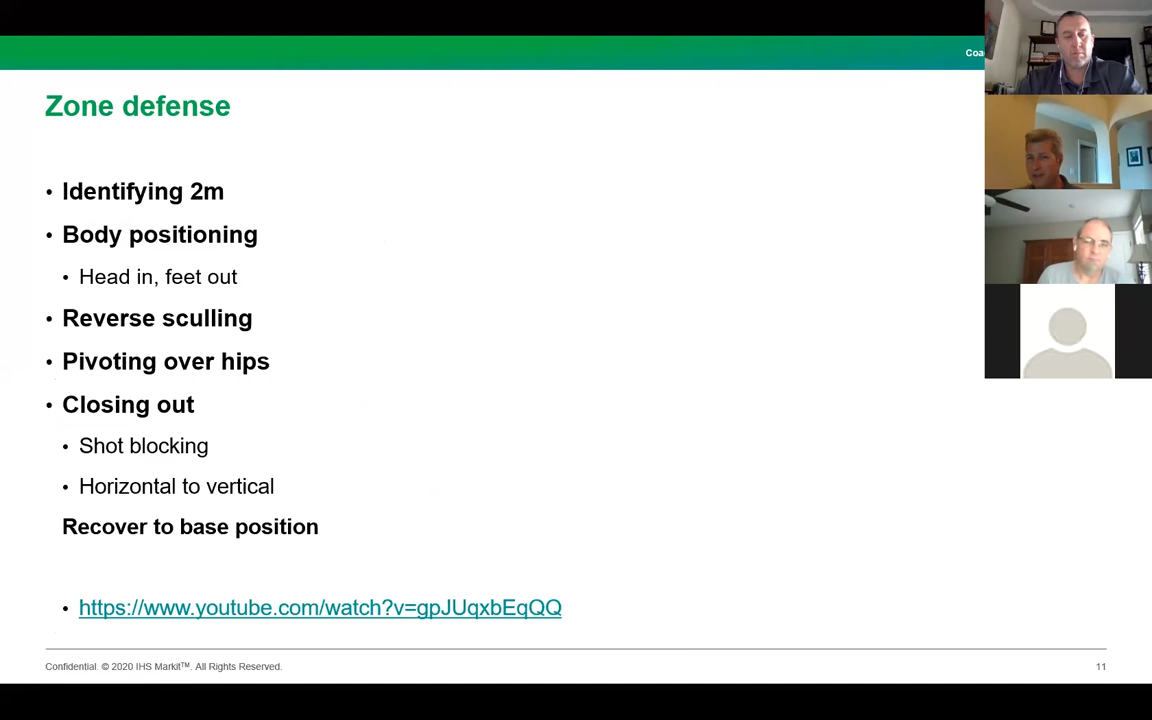 Coa
Zone defense
• Identifying 2m
• Body positioning
• Head in, feet out
• Reverse sculling
• Pivoting over hips
• Closing out
• Shot blocking
• Horizontal to vertical
Recover to base position
• https://www.youtube.com/watch?v=gpJUqxbEqQQ
Confidential. © 2020 IHS Markit™. All Rights Reserved.
11